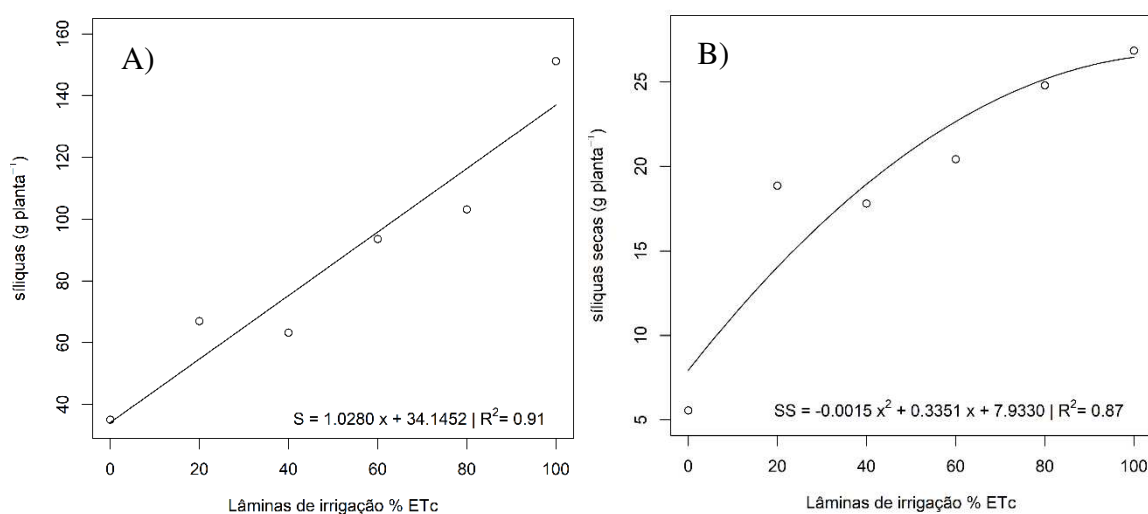 A)
síliquas (g planta⁻¹)
160
140
120
100
80
60
40
S = 1.0280 x + 34.1452 | R²= 0.91
0 20 40 60 80 100
Lâminas de irrigação % ETc
B)
síliquas secas (g planta⁻¹)
25
20
15
10
5
SS = -0.0015 x² + 0.3351 x + 7.9330 | R²= 0.87
0 20 40 60 80 100
Lâminas de irrigação % ETc